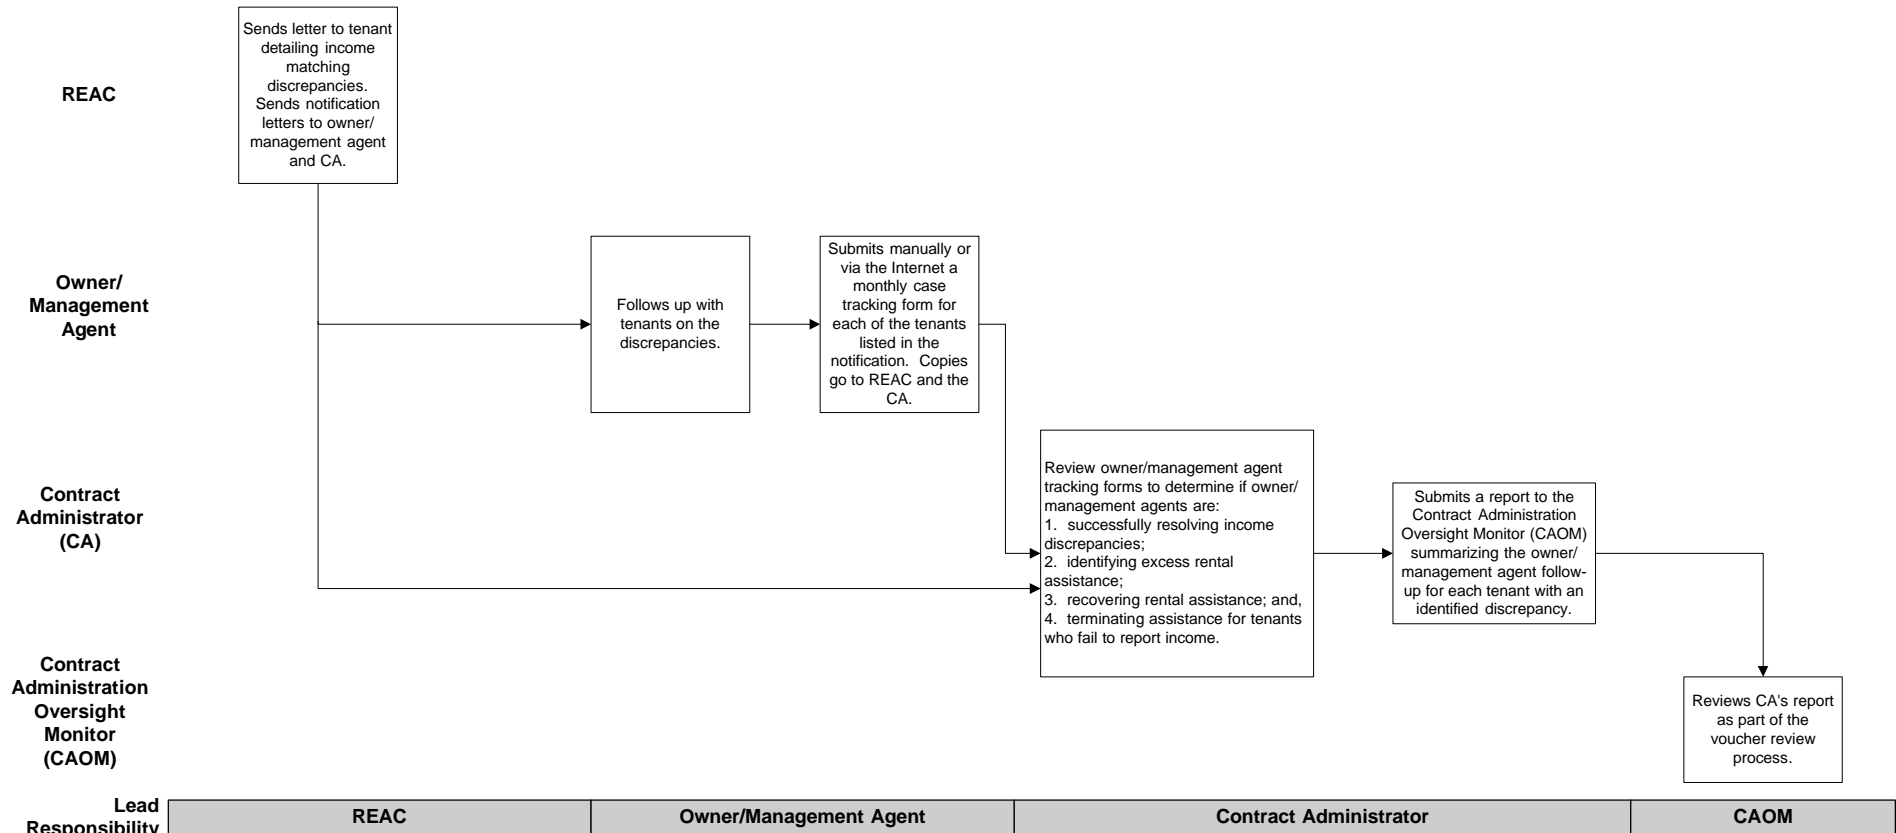 REAC
Sends letter to tenant
detailing income
matching
discrepancies.
Sends notification
letters to owner/
management agent
and CA.
Owner/
Management
Agent
Follows up with
tenants on the
discrepancies.
Submits manually or
via the Internet a
monthly case
tracking form for
each of the tenants
listed in the
notification.  Copies
go to REAC and the
CA.
Contract
Administrator
(CA)
Review owner/management agent
tracking forms to determine if owner/
management agents are:
1.  successfully resolving income
discrepancies;
2.  identifying excess rental
assistance;
3.  recovering rental assistance; and,
4.  terminating assistance for tenants
who fail to report income.
Submits a report to the
Contract Administration
Oversight Monitor (CAOM)
summarizing the owner/
management agent follow-
up for each tenant with an
identified discrepancy.
Contract
Administration
Oversight
Monitor
(CAOM)
Reviews CA's report
as part of the
voucher review
process.
Lead
Responsibility
REAC
Owner/Management Agent
Contract Administrator
CAOM